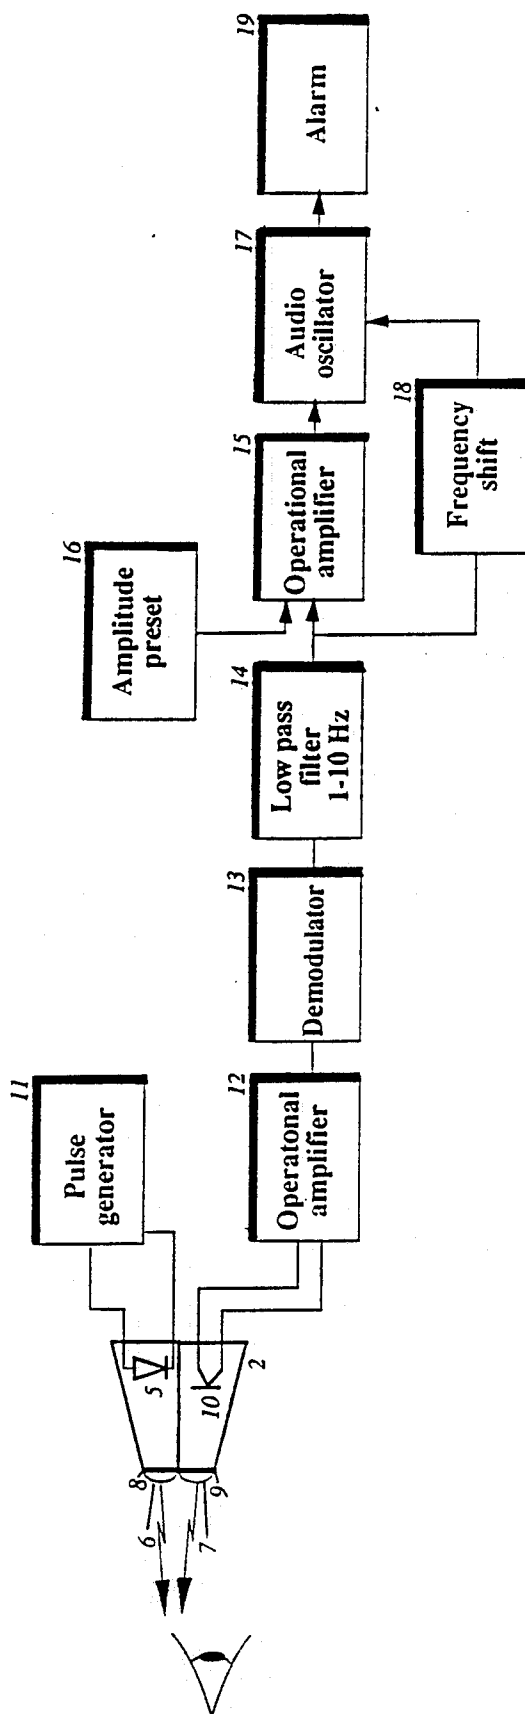 6
8
7
9
5
10
2
11
Pulse
generator
12
Operatonal
amplifier
13
Demodulator
14
Low pass
filter
1-10 Hz
16
Amplitude
preset
15
Operational
amplifier
18
Frequency
shift
17
Audio
oscillator
19
Alarm